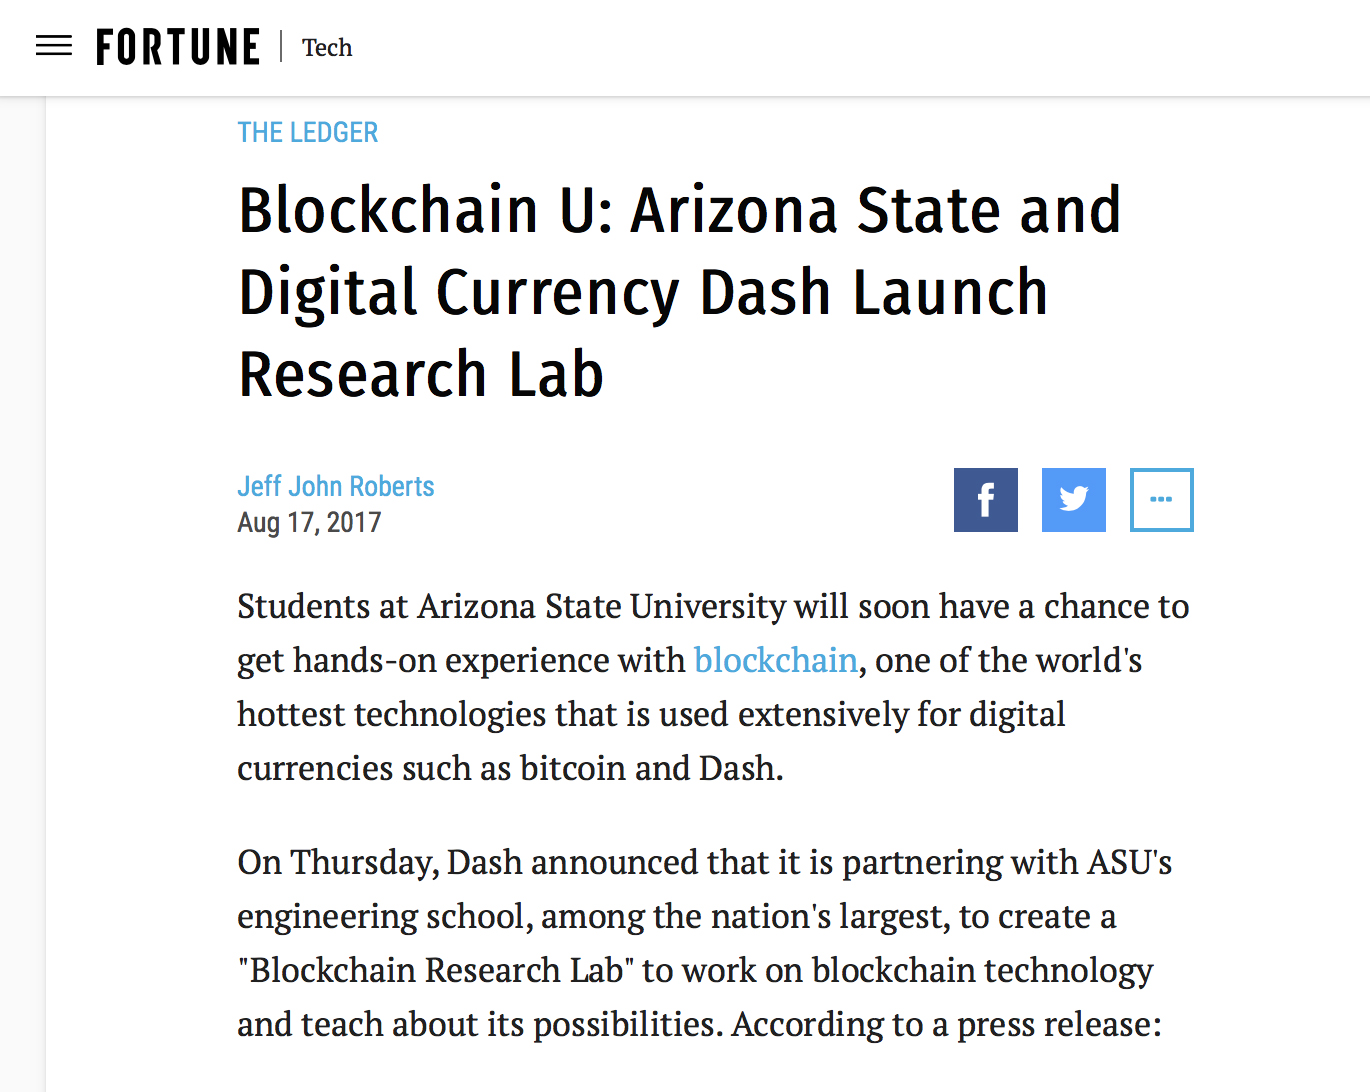 FORTUNE | Tech
THE LEDGER
Blockchain U: Arizona State and
Digital Currency Dash Launch
Research Lab
Jeff John Roberts
Aug 17, 2017
Students at Arizona State University will soon have a chance to
get hands-on experience with blockchain, one of the world's
hottest technologies that is used extensively for digital
currencies such as bitcoin and Dash.
On Thursday, Dash announced that it is partnering with ASU's
engineering school, among the nation's largest, to create a
"Blockchain Research Lab" to work on blockchain technology
and teach about its possibilities. According to a press release: